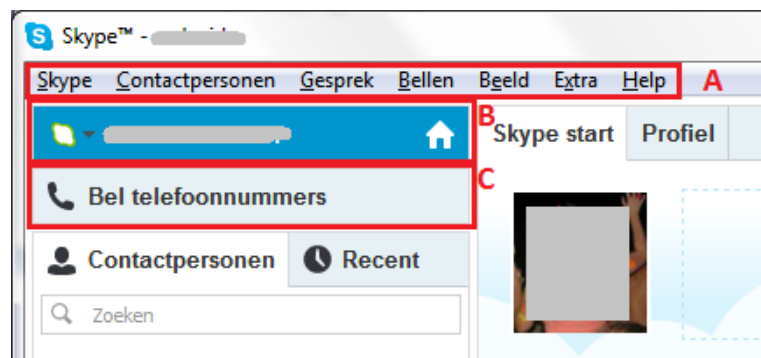 Skype™ -
Skype Contactpersonen Gesprek Bellen Beeld Extra Help A
B
Skype start Profiel
C
Bel telefoonnummers
Contactpersonen Recent
Zoeken